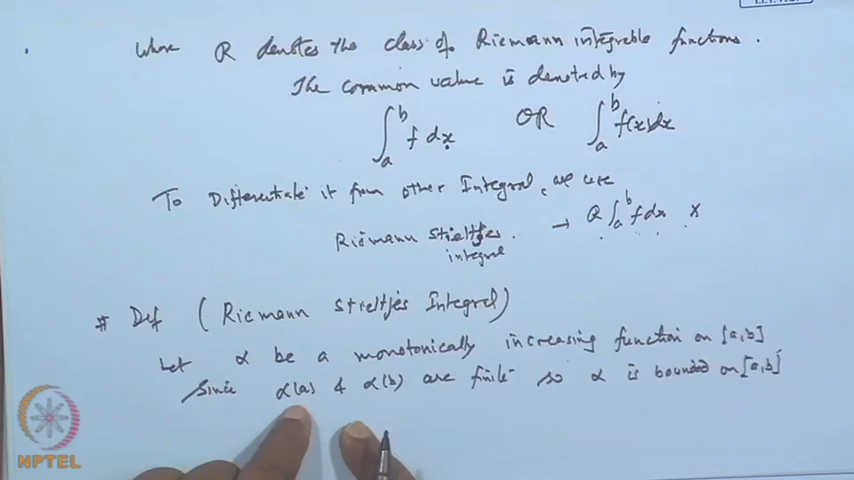 Where R denotes the class of Riemann integrable functions.
The common value is denoted by
∫_a^b f dx OR ∫_a^b f(x)dx
To Differentiate it from other Integral, we use
Riemann Stieltjes integral. → R ∫_a^b f dx x
# Def (Riemann Stieltjes Integral)
Let α be a monotonically increasing function on [a,b]
Since α(a) & α(b) are finite so α is bounded on [a,b]
NPTEL